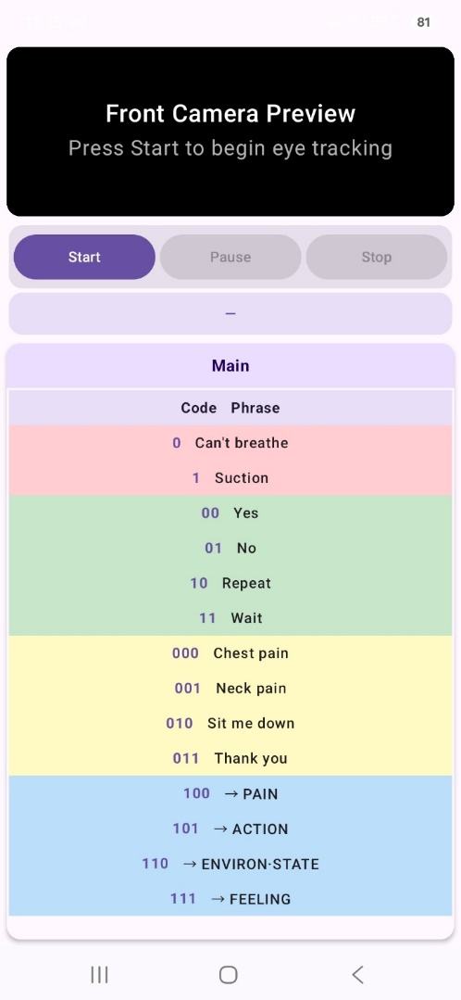 81
Front Camera Preview
Press Start to begin eye tracking
Start Pause Stop
–
Main
Code Phrase
0 Can't breathe
1 Suction
00 Yes
01 No
10 Repeat
11 Wait
000 Chest pain
001 Neck pain
010 Sit me down
011 Thank you
100 → PAIN
101 → ACTION
110 → ENVIRON·STATE
111 → FEELING